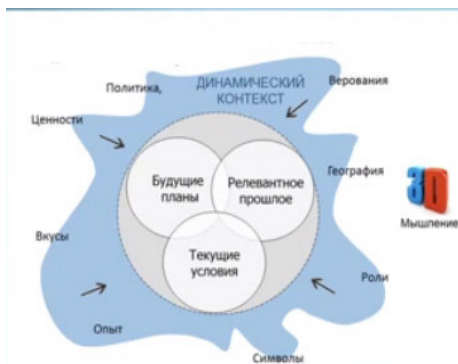 ДИНАМИЧЕСКИЙ
КОНТЕКСТ
Политика,
Верования
Ценности
Будущие
планы
Релевантное
прошлое
География
3D
Мышление
Вкусы
Текущие
условия
Роли
Опыт
Символы